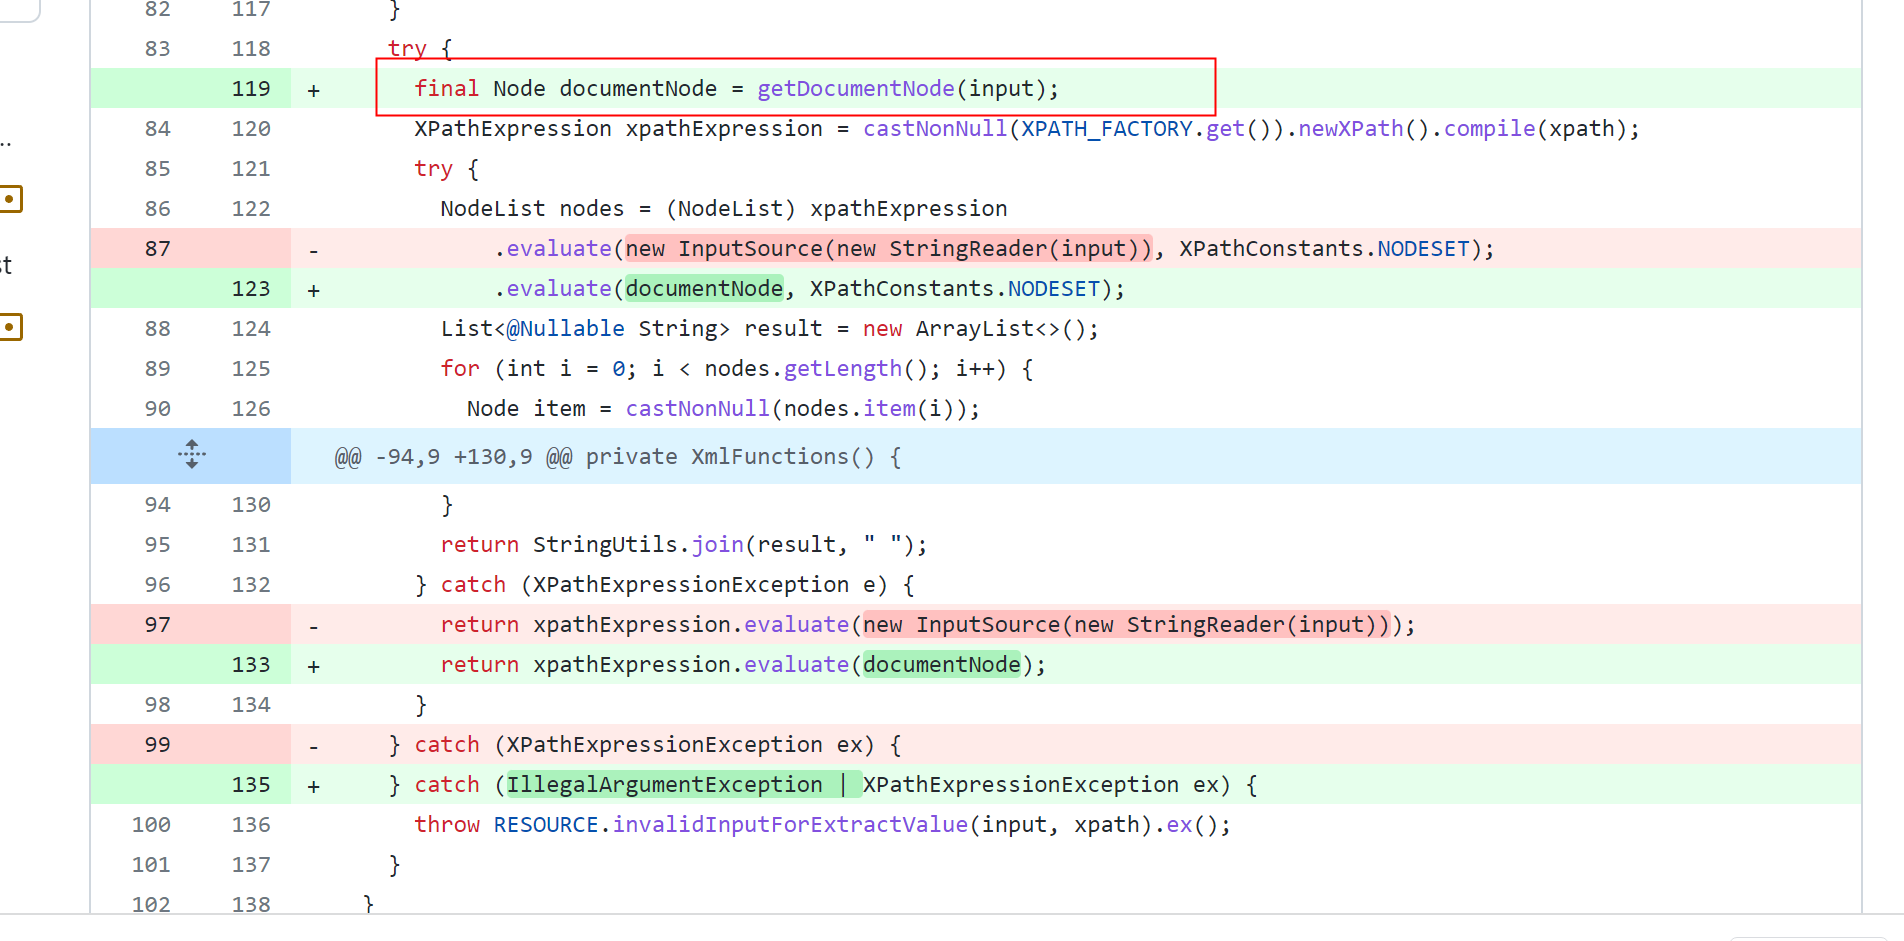 82 117 }
83 118 try {
119 + final Node documentNode = getDocumentNode(input);
84 120 XPathExpression xpathExpression = castNonNull(XPATH_FACTORY.get()).newXPath().compile(xpath);
..
85 121 try {
86 122 NodeList nodes = (NodeList) xpathExpression
87 - .evaluate(new InputSource(new StringReader(input)), XPathConstants.NODESET);
st
123 + .evaluate(documentNode, XPathConstants.NODESET);
88 124 List<@Nullable String> result = new ArrayList<>();
89 125 for (int i = 0; i < nodes.getLength(); i++) {
90 126 Node item = castNonNull(nodes.item(i));
@@ -94,9 +130,9 @@ private XmlFunctions() {
94 130 }
95 131 return StringUtils.join(result, " ");
96 132 } catch (XPathExpressionException e) {
97 - return xpathExpression.evaluate(new InputSource(new StringReader(input)));
133 + return xpathExpression.evaluate(documentNode);
98 134 }
99 - } catch (XPathExpressionException ex) {
135 + } catch (IllegalArgumentException | XPathExpressionException ex) {
100 136 throw RESOURCE.invalidInputForExtractValue(input, xpath).ex();
101 137 }
102 138 }